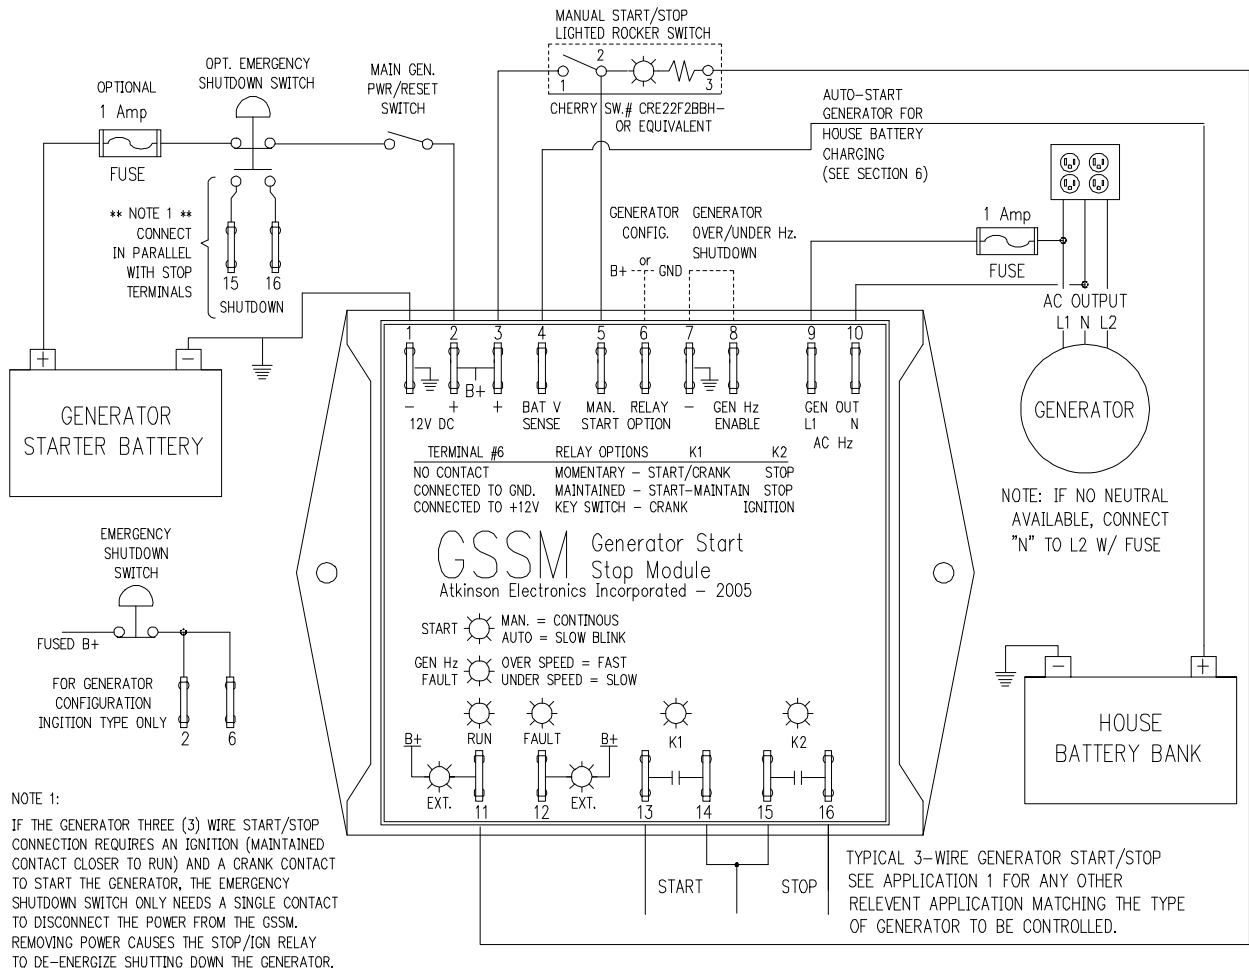 MANUAL START/STOP
LIGHTED ROCKER SWITCH
1
2
3
CHERRY SW.# CRE22F2BBH-
OR EQUIVALENT
OPTIONAL
1 Amp
FUSE
OPT. EMERGENCY
SHUTDOWN SWITCH
MAIN GEN.
PWR/RESET
SWITCH
AUTO-START
GENERATOR FOR
HOUSE BATTERY
CHARGING
(SEE SECTION 6)
** NOTE 1 **
CONNECT
IN PARALLEL
WITH STOP
TERMINALS
15 16
SHUTDOWN
GENERATOR
CONFIG.
GENERATOR
OVER/UNDER Hz.
SHUTDOWN
B+ or GND
1 Amp
FUSE
AC OUTPUT
L1 N L2
GENERATOR
NOTE: IF NO NEUTRAL
AVAILABLE, CONNECT
"N" TO L2 W/ FUSE
+ −
GENERATOR
STARTER BATTERY
1 2 3 4 5 6 7 8 9 10
B+
− + + BAT V MAN. RELAY − GEN Hz GEN OUT
12V DC SENSE START OPTION ENABLE L1 N
AC Hz
TERMINAL #6 RELAY OPTIONS K1 K2
NO CONTACT MOMENTARY – START/CRANK STOP
CONNECTED TO GND. MAINTAINED – START-MAINTAIN STOP
CONNECTED TO +12V KEY SWITCH – CRANK IGNITION
GSSM Generator Start
Stop Module
Atkinson Electronics Incorporated – 2005
START
MAN. = CONTINOUS
AUTO = SLOW BLINK
GEN Hz
FAULT
OVER SPEED = FAST
UNDER SPEED = SLOW
B+ RUN FAULT B+ K1 K2
EXT. EXT.
11 12 13 14 15 16
START STOP
EMERGENCY
SHUTDOWN
SWITCH
FUSED B+
FOR GENERATOR
CONFIGURATION
INGITION TYPE ONLY
2 6
− +
HOUSE
BATTERY BANK
NOTE 1:
IF THE GENERATOR THREE (3) WIRE START/STOP
CONNECTION REQUIRES AN IGNITION (MAINTAINED
CONTACT CLOSER TO RUN) AND A CRANK CONTACT
TO START THE GENERATOR, THE EMERGENCY
SHUTDOWN SWITCH ONLY NEEDS A SINGLE CONTACT
TO DISCONNECT THE POWER FROM THE GSSM.
REMOVING POWER CAUSES THE STOP/IGN RELAY
TO DE-ENERGIZE SHUTTING DOWN THE GENERATOR.
TYPICAL 3-WIRE GENERATOR START/STOP
SEE APPLICATION 1 FOR ANY OTHER
RELEVENT APPLICATION MATCHING THE TYPE
OF GENERATOR TO BE CONTROLLED.